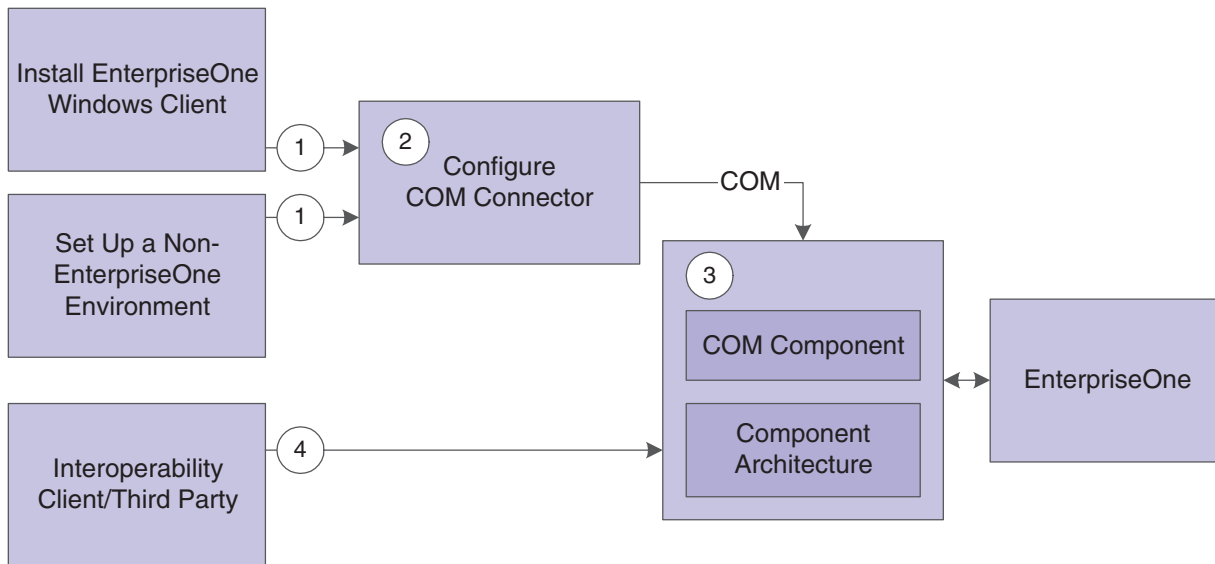 Install EnterpriseOne
Windows Client
1
2
Configure
COM Connector
COM
1
Set Up a Non-
EnterpriseOne
Environment
3
COM Component
EnterpriseOne
Component
Architecture
4
Interoperability
Client/Third Party